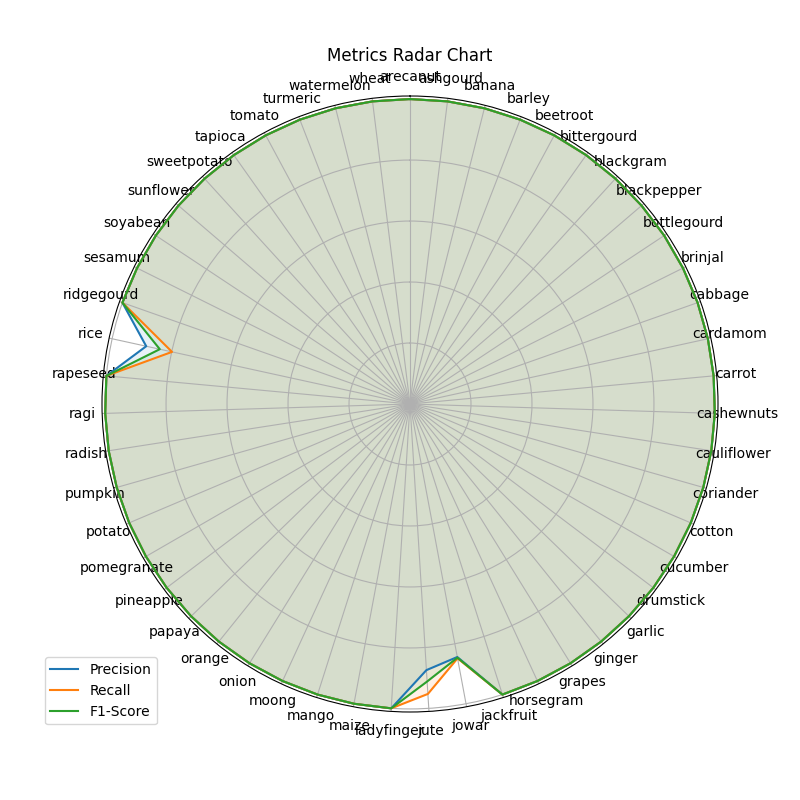 Metrics Radar Chart
arecanut
ashgourd
banana
barley
beetroot
bittergourd
blackgram
blackpepper
bottlegourd
brinjal
cabbage
cardamom
carrot
cashewnuts
cauliflower
coriander
cotton
cucumber
drumstick
garlic
ginger
grapes
horsegram
jackfruit
jowar
jute
ladyfinger
maize
mango
moong
onion
orange
papaya
pineapple
pomegranate
potato
pumpkin
radish
ragi
rapeseed
rice
ridgegourd
sesamum
soyabean
sunflower
sweetpotato
tapioca
tomato
turmeric
watermelon
wheat
Precision
Recall
F1-Score